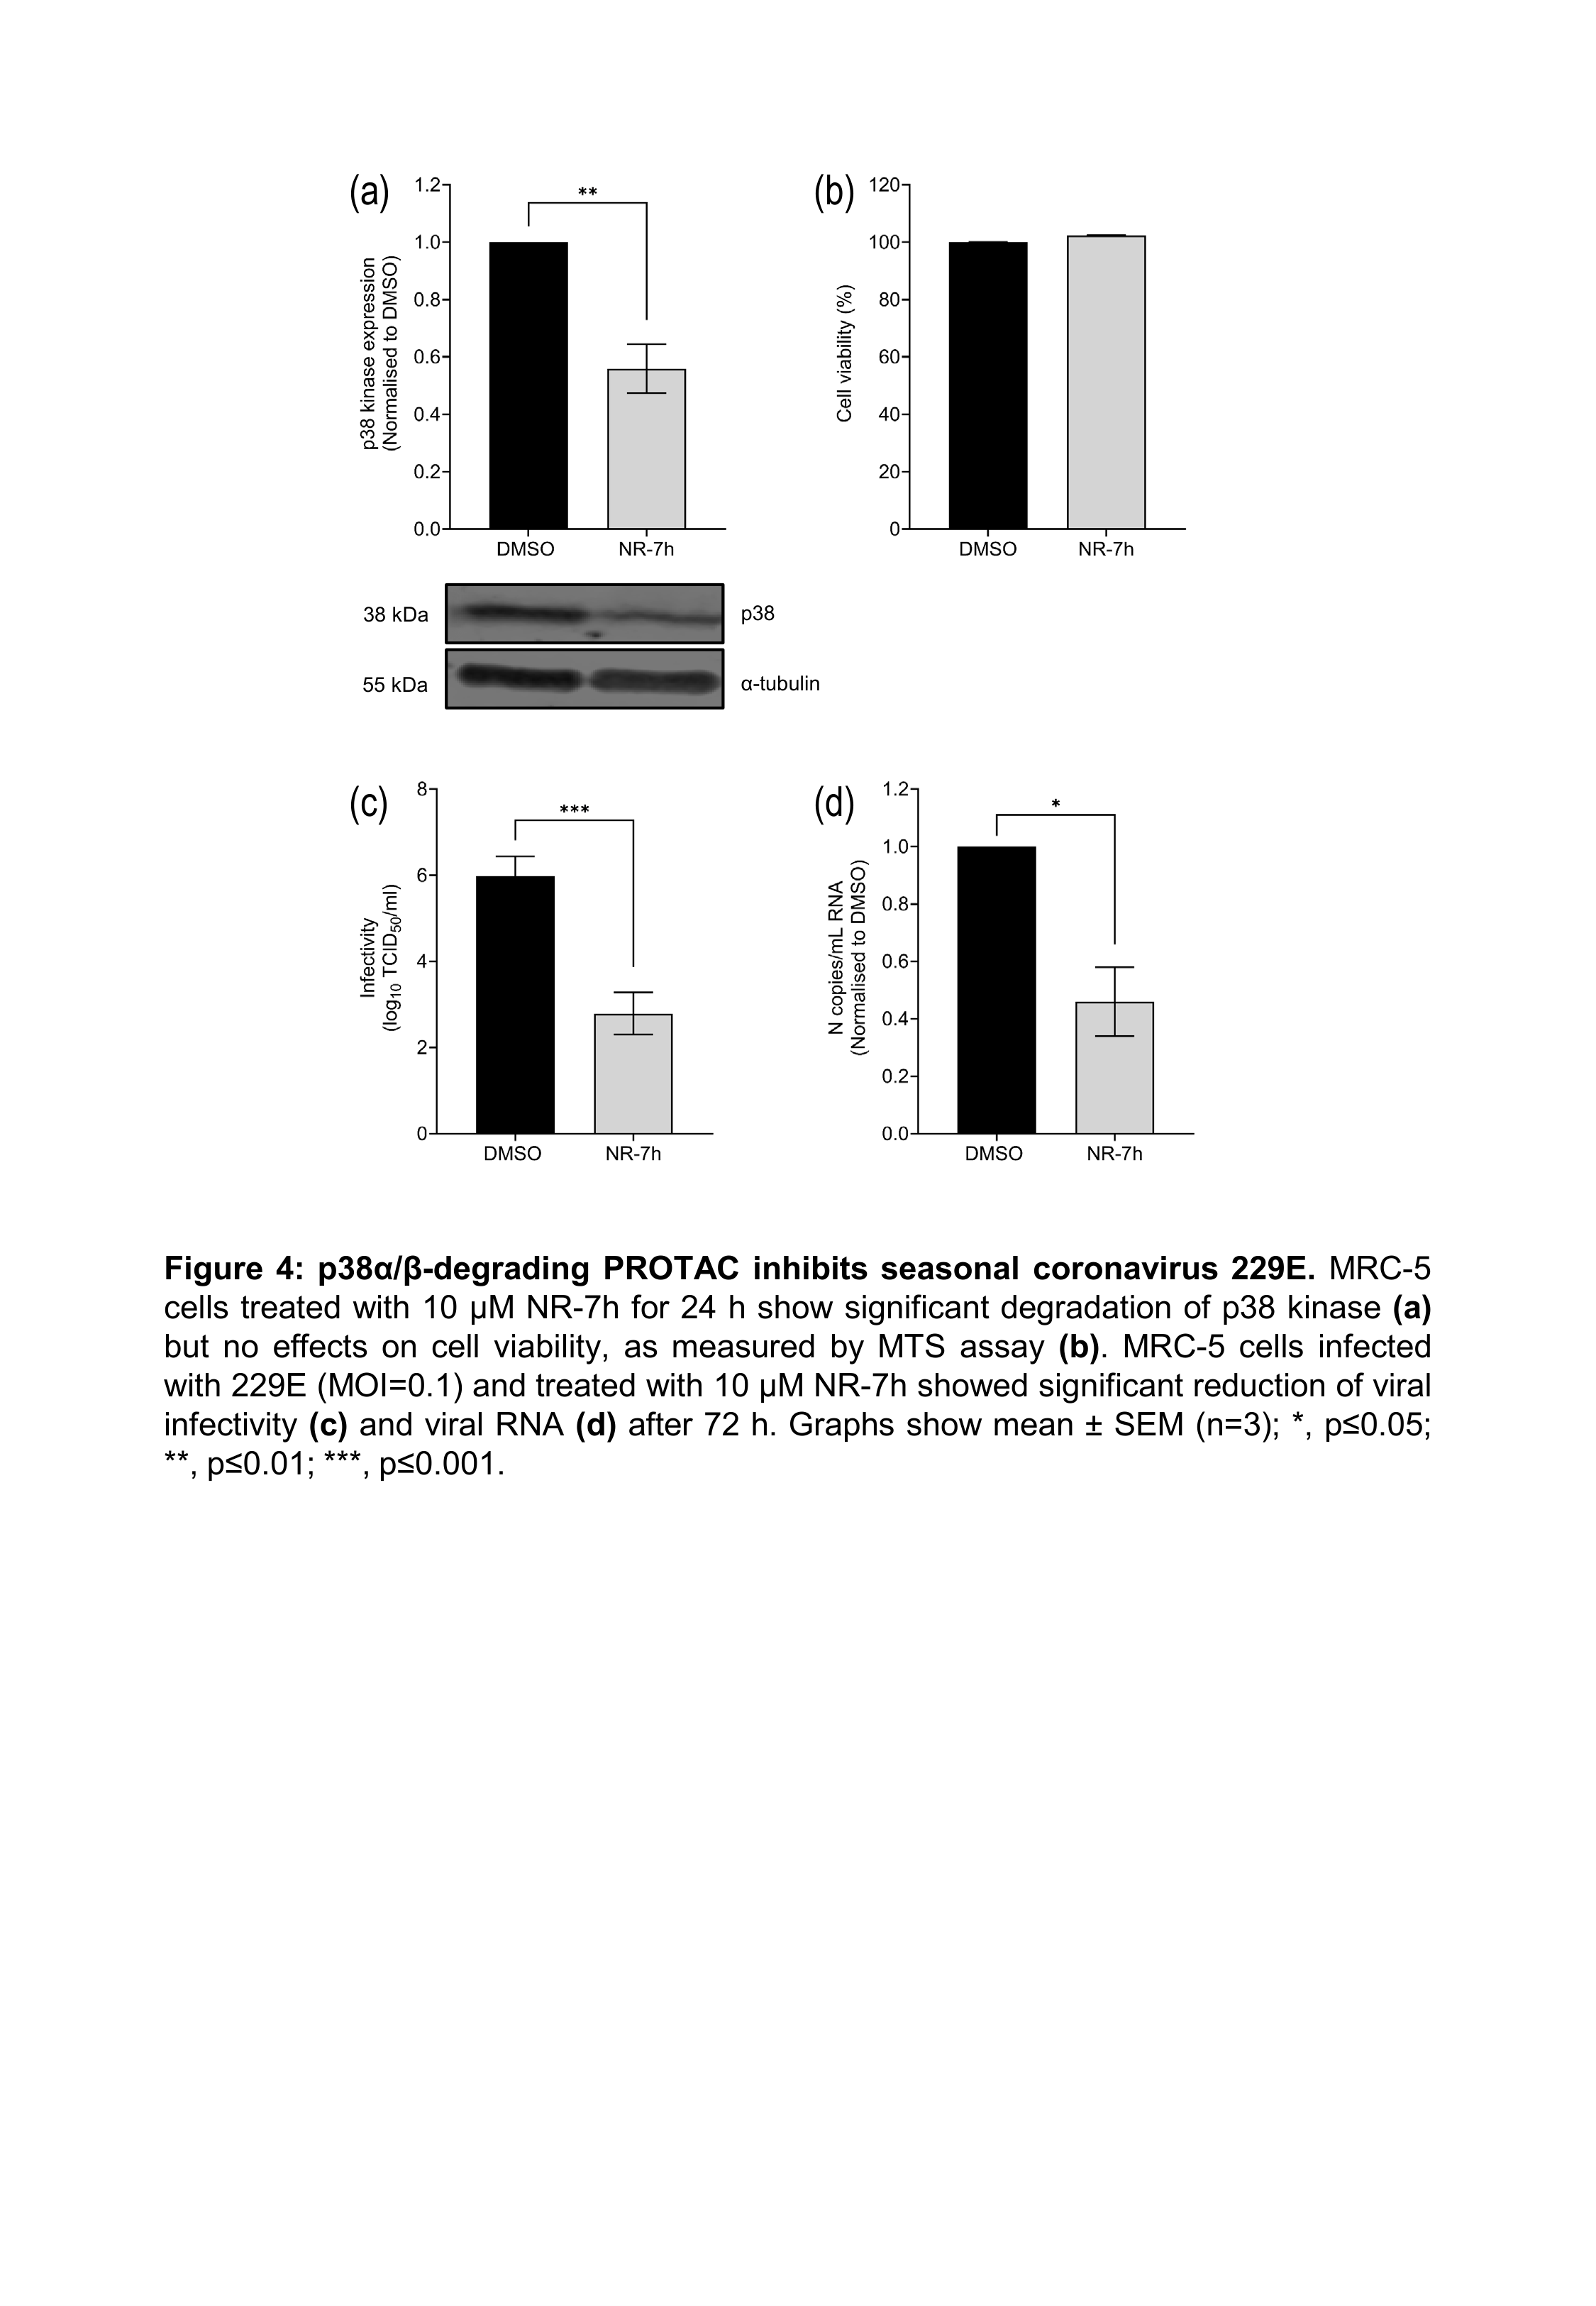 (a)
p38 kinase expression
(Normalised to DMSO)
1.2
1.0
0.8
0.6
0.4
0.2
0.0
**
DMSO NR-7h
38 kDa p38
55 kDa α-tubulin
(b)
Cell viability (%)
120
100
80
60
40
20
0
DMSO NR-7h
(c)
Infectivity
(log10 TCID50/ml)
8
6
4
2
0
***
DMSO NR-7h
(d)
N copies/mL RNA
(Normalised to DMSO)
1.2
1.0
0.8
0.6
0.4
0.2
0.0
*
DMSO NR-7h
Figure 4: p38α/β-degrading PROTAC inhibits seasonal coronavirus 229E. MRC-5
cells treated with 10 μM NR-7h for 24 h show significant degradation of p38 kinase (a)
but no effects on cell viability, as measured by MTS assay (b). MRC-5 cells infected
with 229E (MOI=0.1) and treated with 10 μM NR-7h showed significant reduction of viral
infectivity (c) and viral RNA (d) after 72 h. Graphs show mean ± SEM (n=3); *, p≤0.05;
**, p≤0.01; ***, p≤0.001.